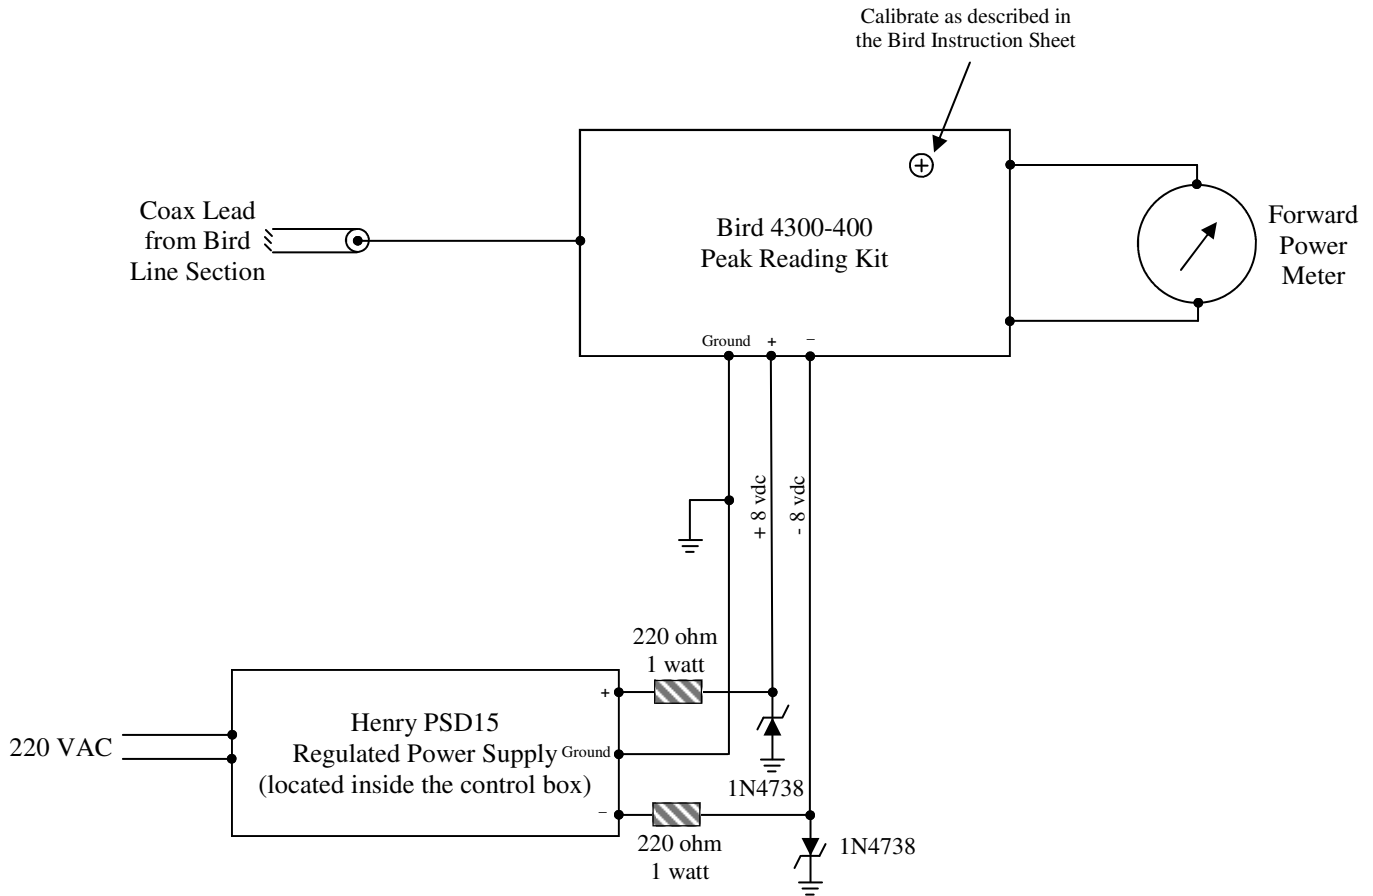 Calibrate as described in
the Bird Instruction Sheet
Coax Lead
from Bird
Line Section
Bird 4300-400
Peak Reading Kit
Forward
Power
Meter
Ground + −
+ 8 vdc
- 8 vdc
220 ohm
1 watt
+
Henry PSD15
Regulated Power Supply Ground
(located inside the control box)
−
220 VAC
1N4738
220 ohm
1 watt
1N4738